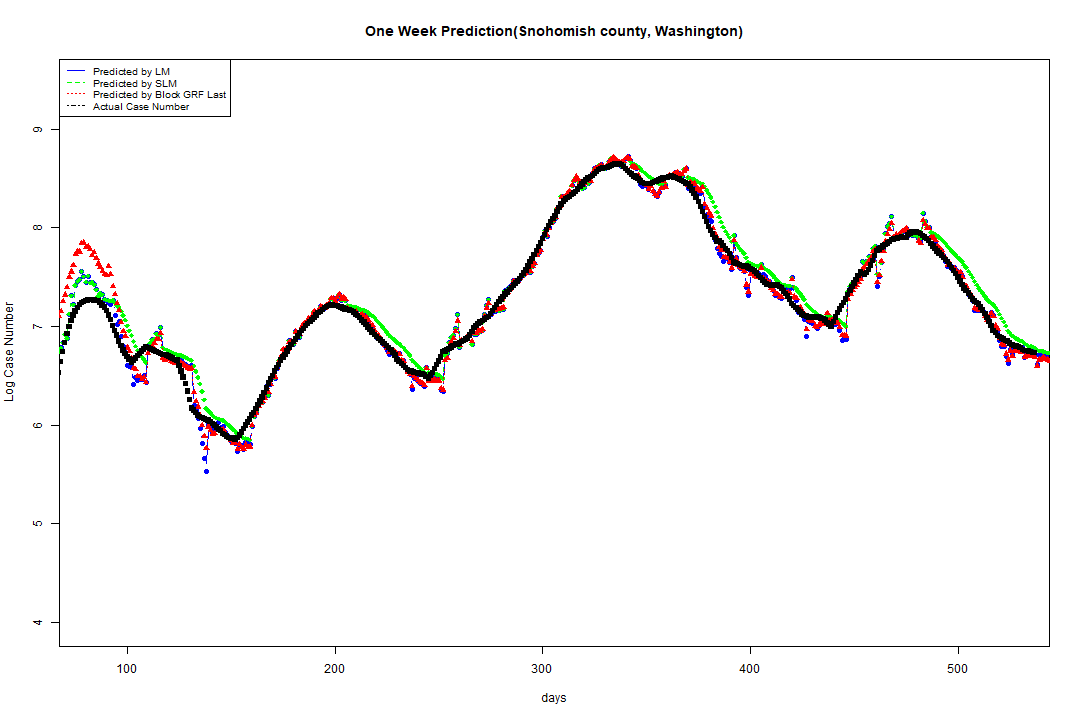 One Week Prediction(Snohomish county, Washington)
Predicted by LM
Predicted by SLM
Predicted by Block GRF Last
Actual Case Number
9
8
7
6
5
4
Log Case Number
100 200 300 400 500
days